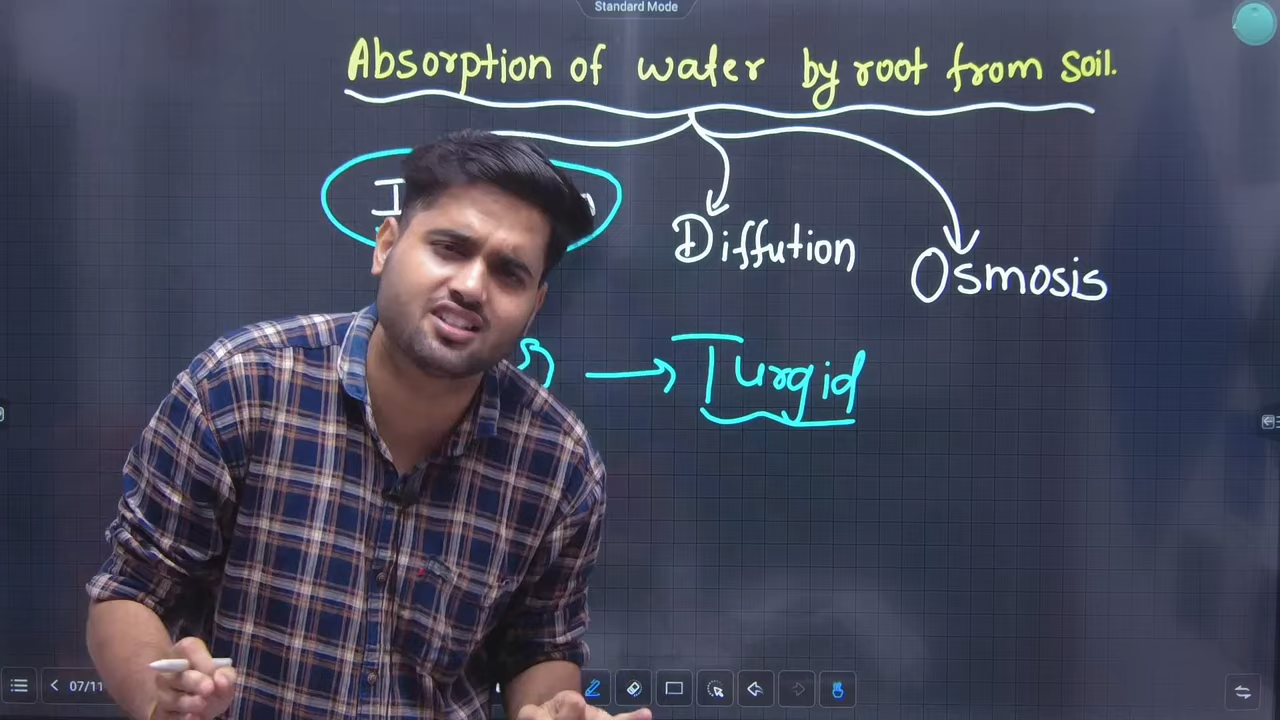 Standard Mode
Absorption of water by root from soil.
Diffution
Osmosis
Turgid
07/11